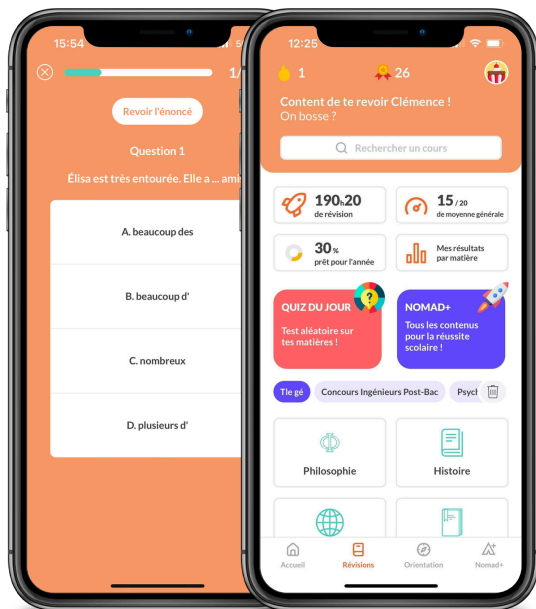 15:54
1/
Revoir l'énoncé
Question 1
Élisa est très entourée. Elle a ... ami
A. beaucoup des
B. beaucoup d'
C. nombreux
D. plusieurs d'
12:25
1
26
Content de te revoir Clémence !
On bosse ?
Rechercher un cours
190h20
de révision
15 / 20
de moyenne générale
30 %
prêt pour l'année
Mes résultats
par matière
QUIZ DU JOUR
?
Test aléatoire sur
tes matières !
NOMAD+
Tous les contenus
pour la réussite
scolaire !
Tle gé
Concours Ingénieurs Post-Bac
Psych
Philosophie
Histoire
Accueil
Révisions
Orientation
Nomad+